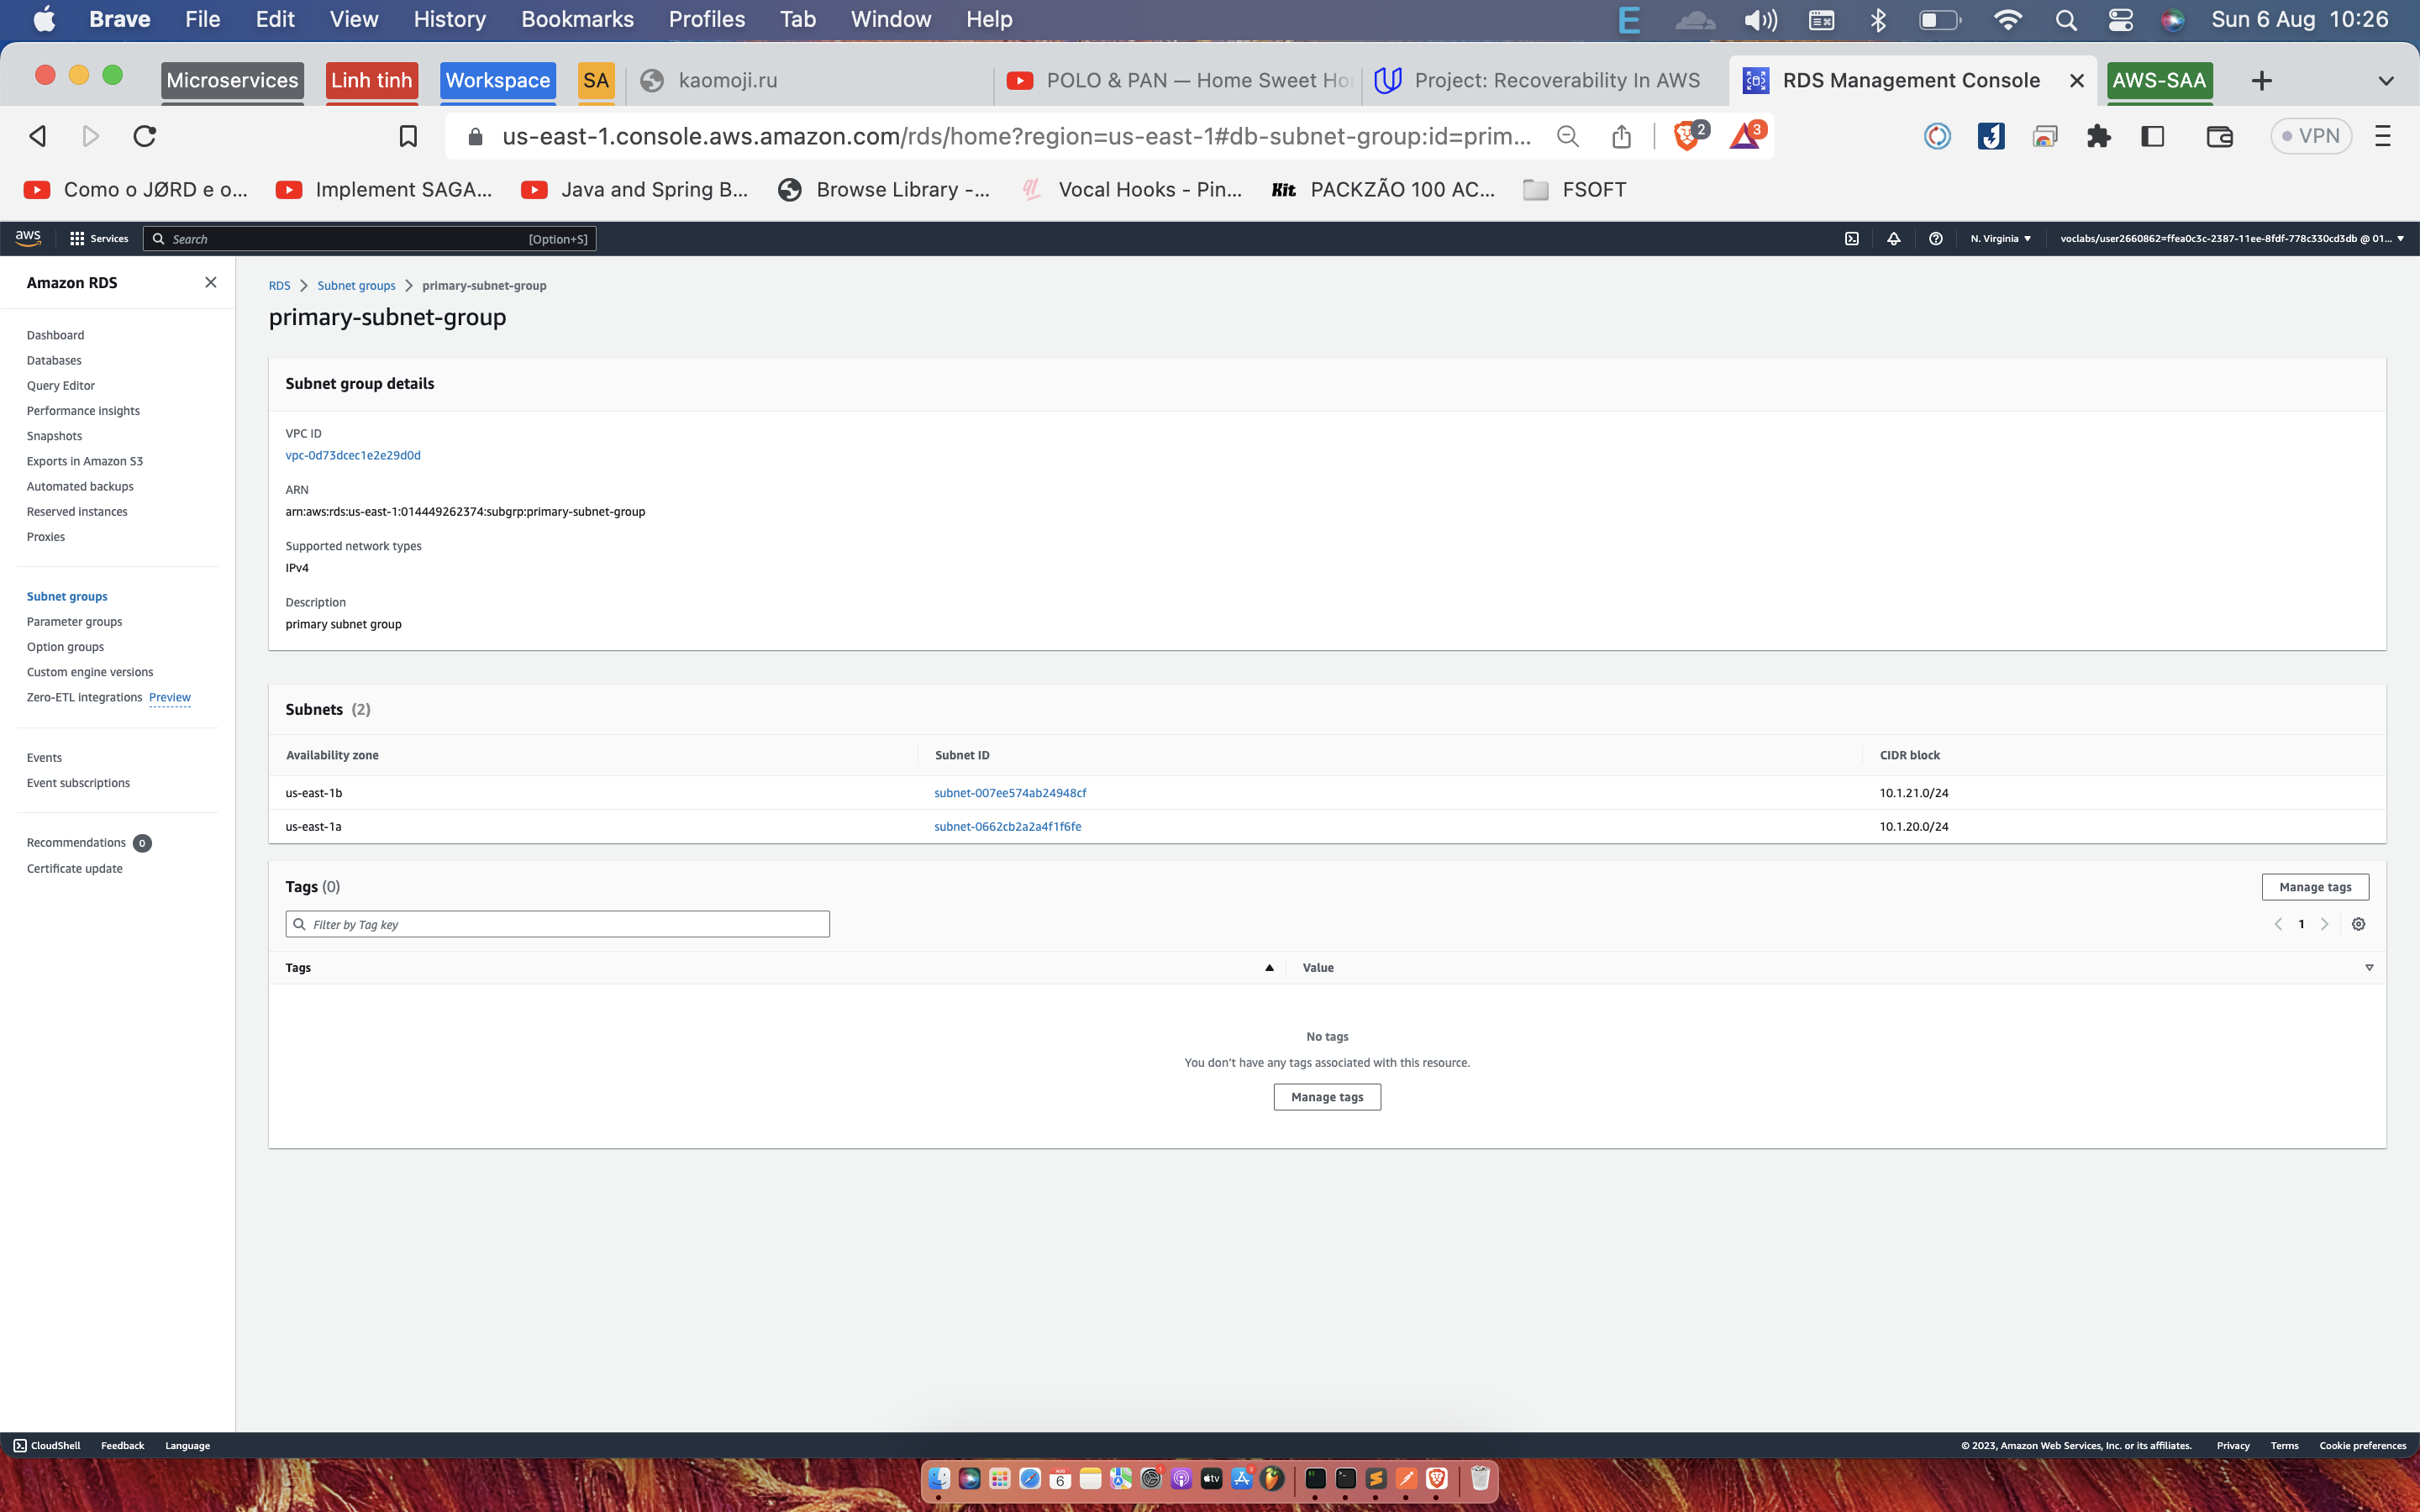 Brave File Edit View History Bookmarks Profiles Tab Window Help Sun 6 Aug 10:26
Microservices Linh tinh Workspace SA kaomoji.ru POLO & PAN — Home Sweet Ho Project: Recoverability In AWS RDS Management Console AWS-SAA
us-east-1.console.aws.amazon.com/rds/home?region=us-east-1#db-subnet-group:id=prim... 2 3 VPN
Como o JØRD e o... Implement SAGA... Java and Spring B... Browse Library -... Vocal Hooks - Pin... Kit PACKZÃO 100 AC... FSOFT
aws Services Search [Option+S] N. Virginia voclabs/user2660862=ffea0c3c-2387-11ee-8fdf-778c330cd3db @ 01...
Amazon RDS
Dashboard
Databases
Query Editor
Performance insights
Snapshots
Exports in Amazon S3
Automated backups
Reserved instances
Proxies
Subnet groups
Parameter groups
Option groups
Custom engine versions
Zero-ETL integrations Preview
Events
Event subscriptions
Recommendations 0
Certificate update
RDS Subnet groups primary-subnet-group
primary-subnet-group
Subnet group details
VPC ID
vpc-0d73dcec1e2e29d0d
ARN
arn:aws:rds:us-east-1:014449262374:subgrp:primary-subnet-group
Supported network types
IPv4
Description
primary subnet group
Subnets (2)
Availability zone Subnet ID CIDR block
us-east-1b subnet-007ee574ab24948cf 10.1.21.0/24
us-east-1a subnet-0662cb2a2a4f1f6fe 10.1.20.0/24
Tags (0) Manage tags
Filter by Tag key 1
Tags Value
No tags
You don't have any tags associated with this resource.
Manage tags
CloudShell Feedback Language © 2023, Amazon Web Services, Inc. or its affiliates. Privacy Terms Cookie preferences